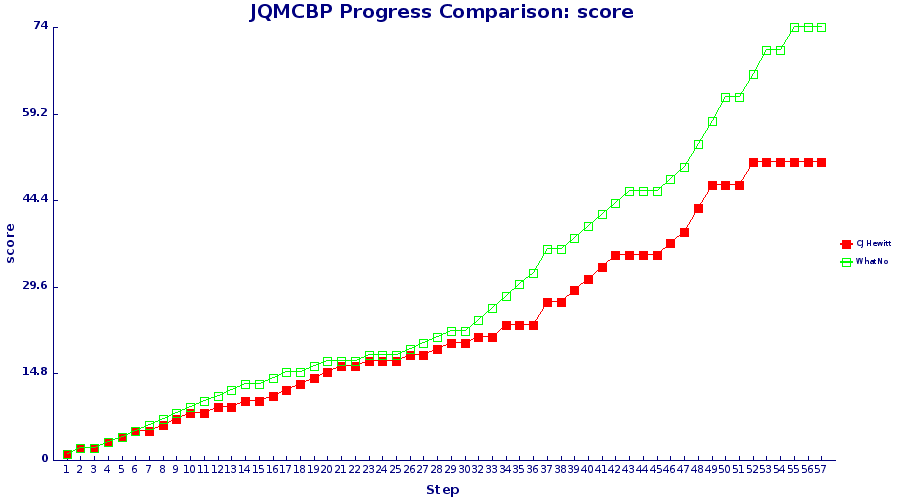 JQMCBP Progress Comparison: score
74
59.2
44.4
29.6
14.8
0
score
1 2 3 4 5 6 7 8 9 10 11 12 13 14 15 16 17 18 19 20 21 22 23 24 25 26 27 28 29 30 31 32 33 34 35 36 37 38 39 40 41 42 43 44 45 46 47 48 49 50 51 52 53 54 55 56 57
Step
CJ Hewitt
WhatNo